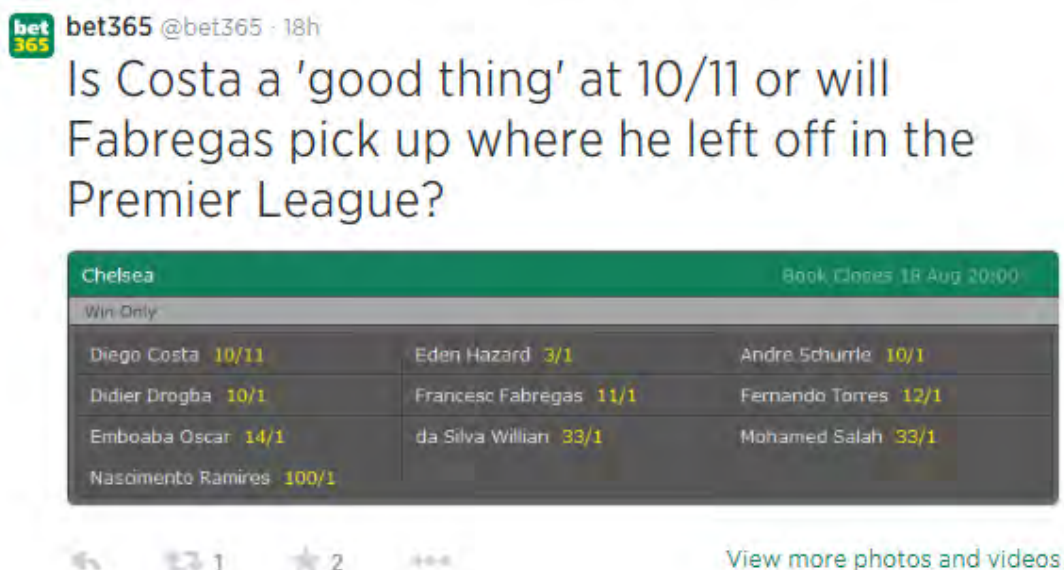 bet365
bet365 @bet365 · 18h
Is Costa a 'good thing' at 10/11 or will
Fabregas pick up where he left off in the
Premier League?
Chelsea Book Closes 18 Aug 20:00
Win Only
Diego Costa 10/11 Eden Hazard 3/1 Andre Schurrle 10/1
Didier Drogba 10/1 Francesc Fabregas 11/1 Fernando Torres 12/1
Emboaba Oscar 14/1 da Silva Willian 33/1 Mohamed Salah 33/1
Nascimento Ramires 100/1
1 2 View more photos and videos